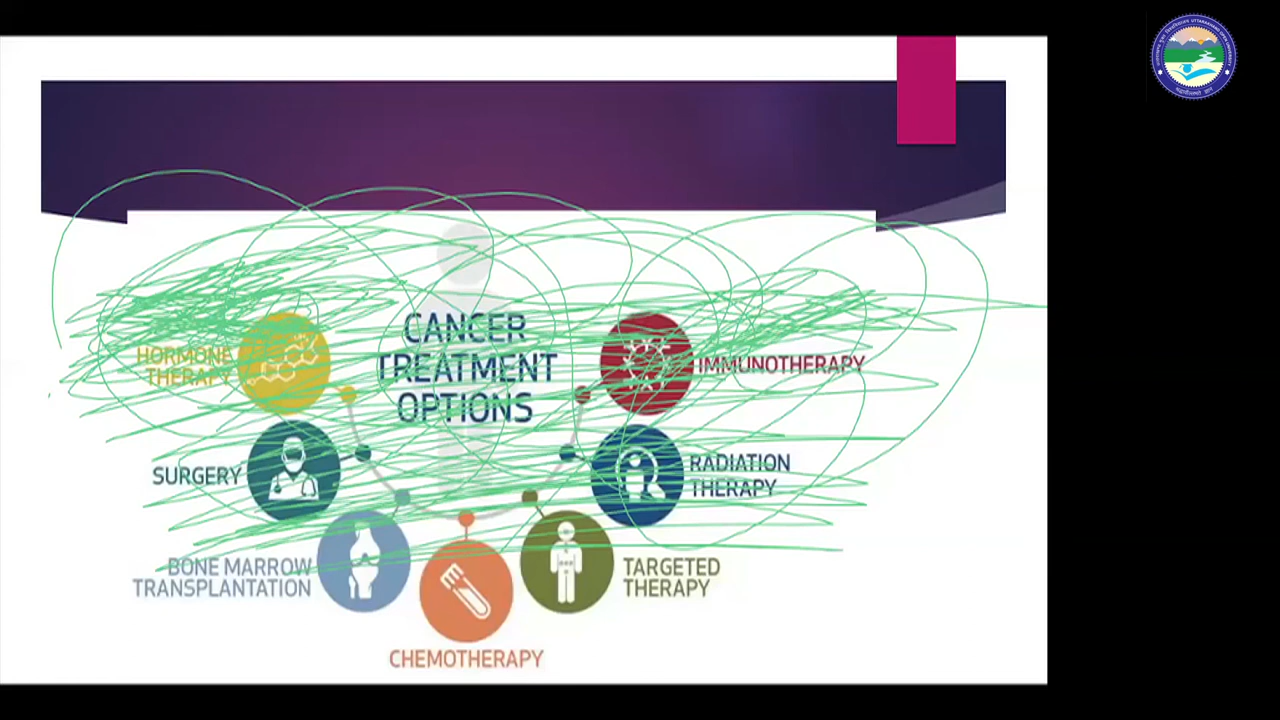 CANCER
TREATMENT
OPTIONS
HORMONE
THERAPY
IMMUNOTHERAPY
SURGERY
RADIATION
THERAPY
BONE MARROW
TRANSPLANTATION
TARGETED
THERAPY
CHEMOTHERAPY